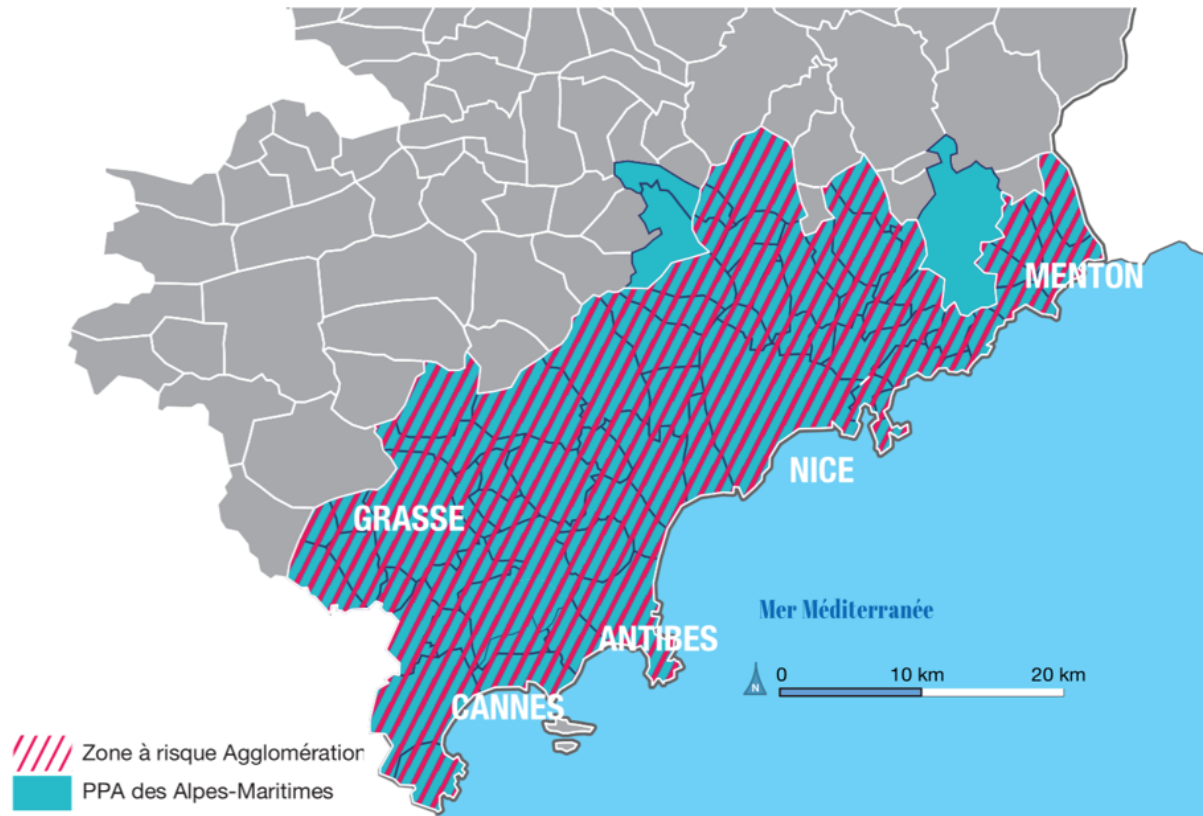 MENTON
NICE
GRASSE
Mer Méditerranée
ANTIBES
0 10 km 20 km
N
CANNES
Zone à risque Agglomération
PPA des Alpes-Maritimes